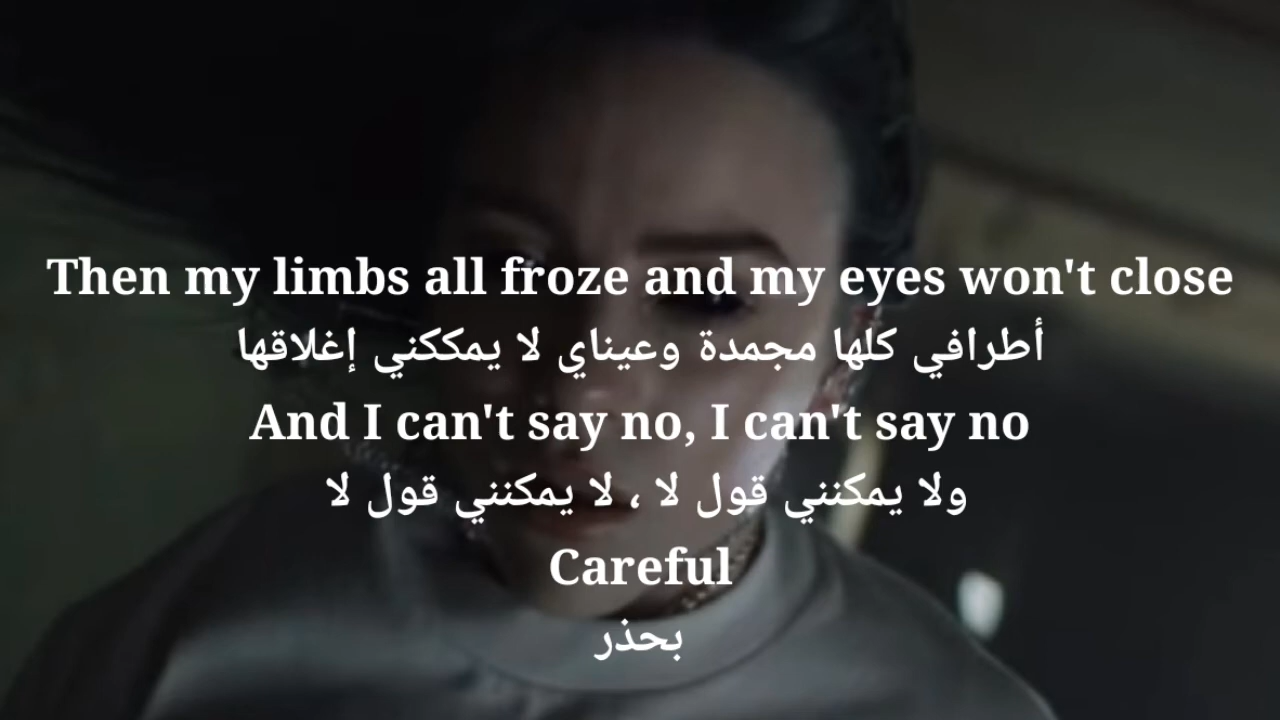 Then my limbs all froze and my eyes won't close
أطرافي كلها مجمدة وعيناي لا يمككني إغلاقها
And I can't say no, I can't say no
ولا يمكنني قول لا ، لا يمكنني قول لا
Careful
بحذر